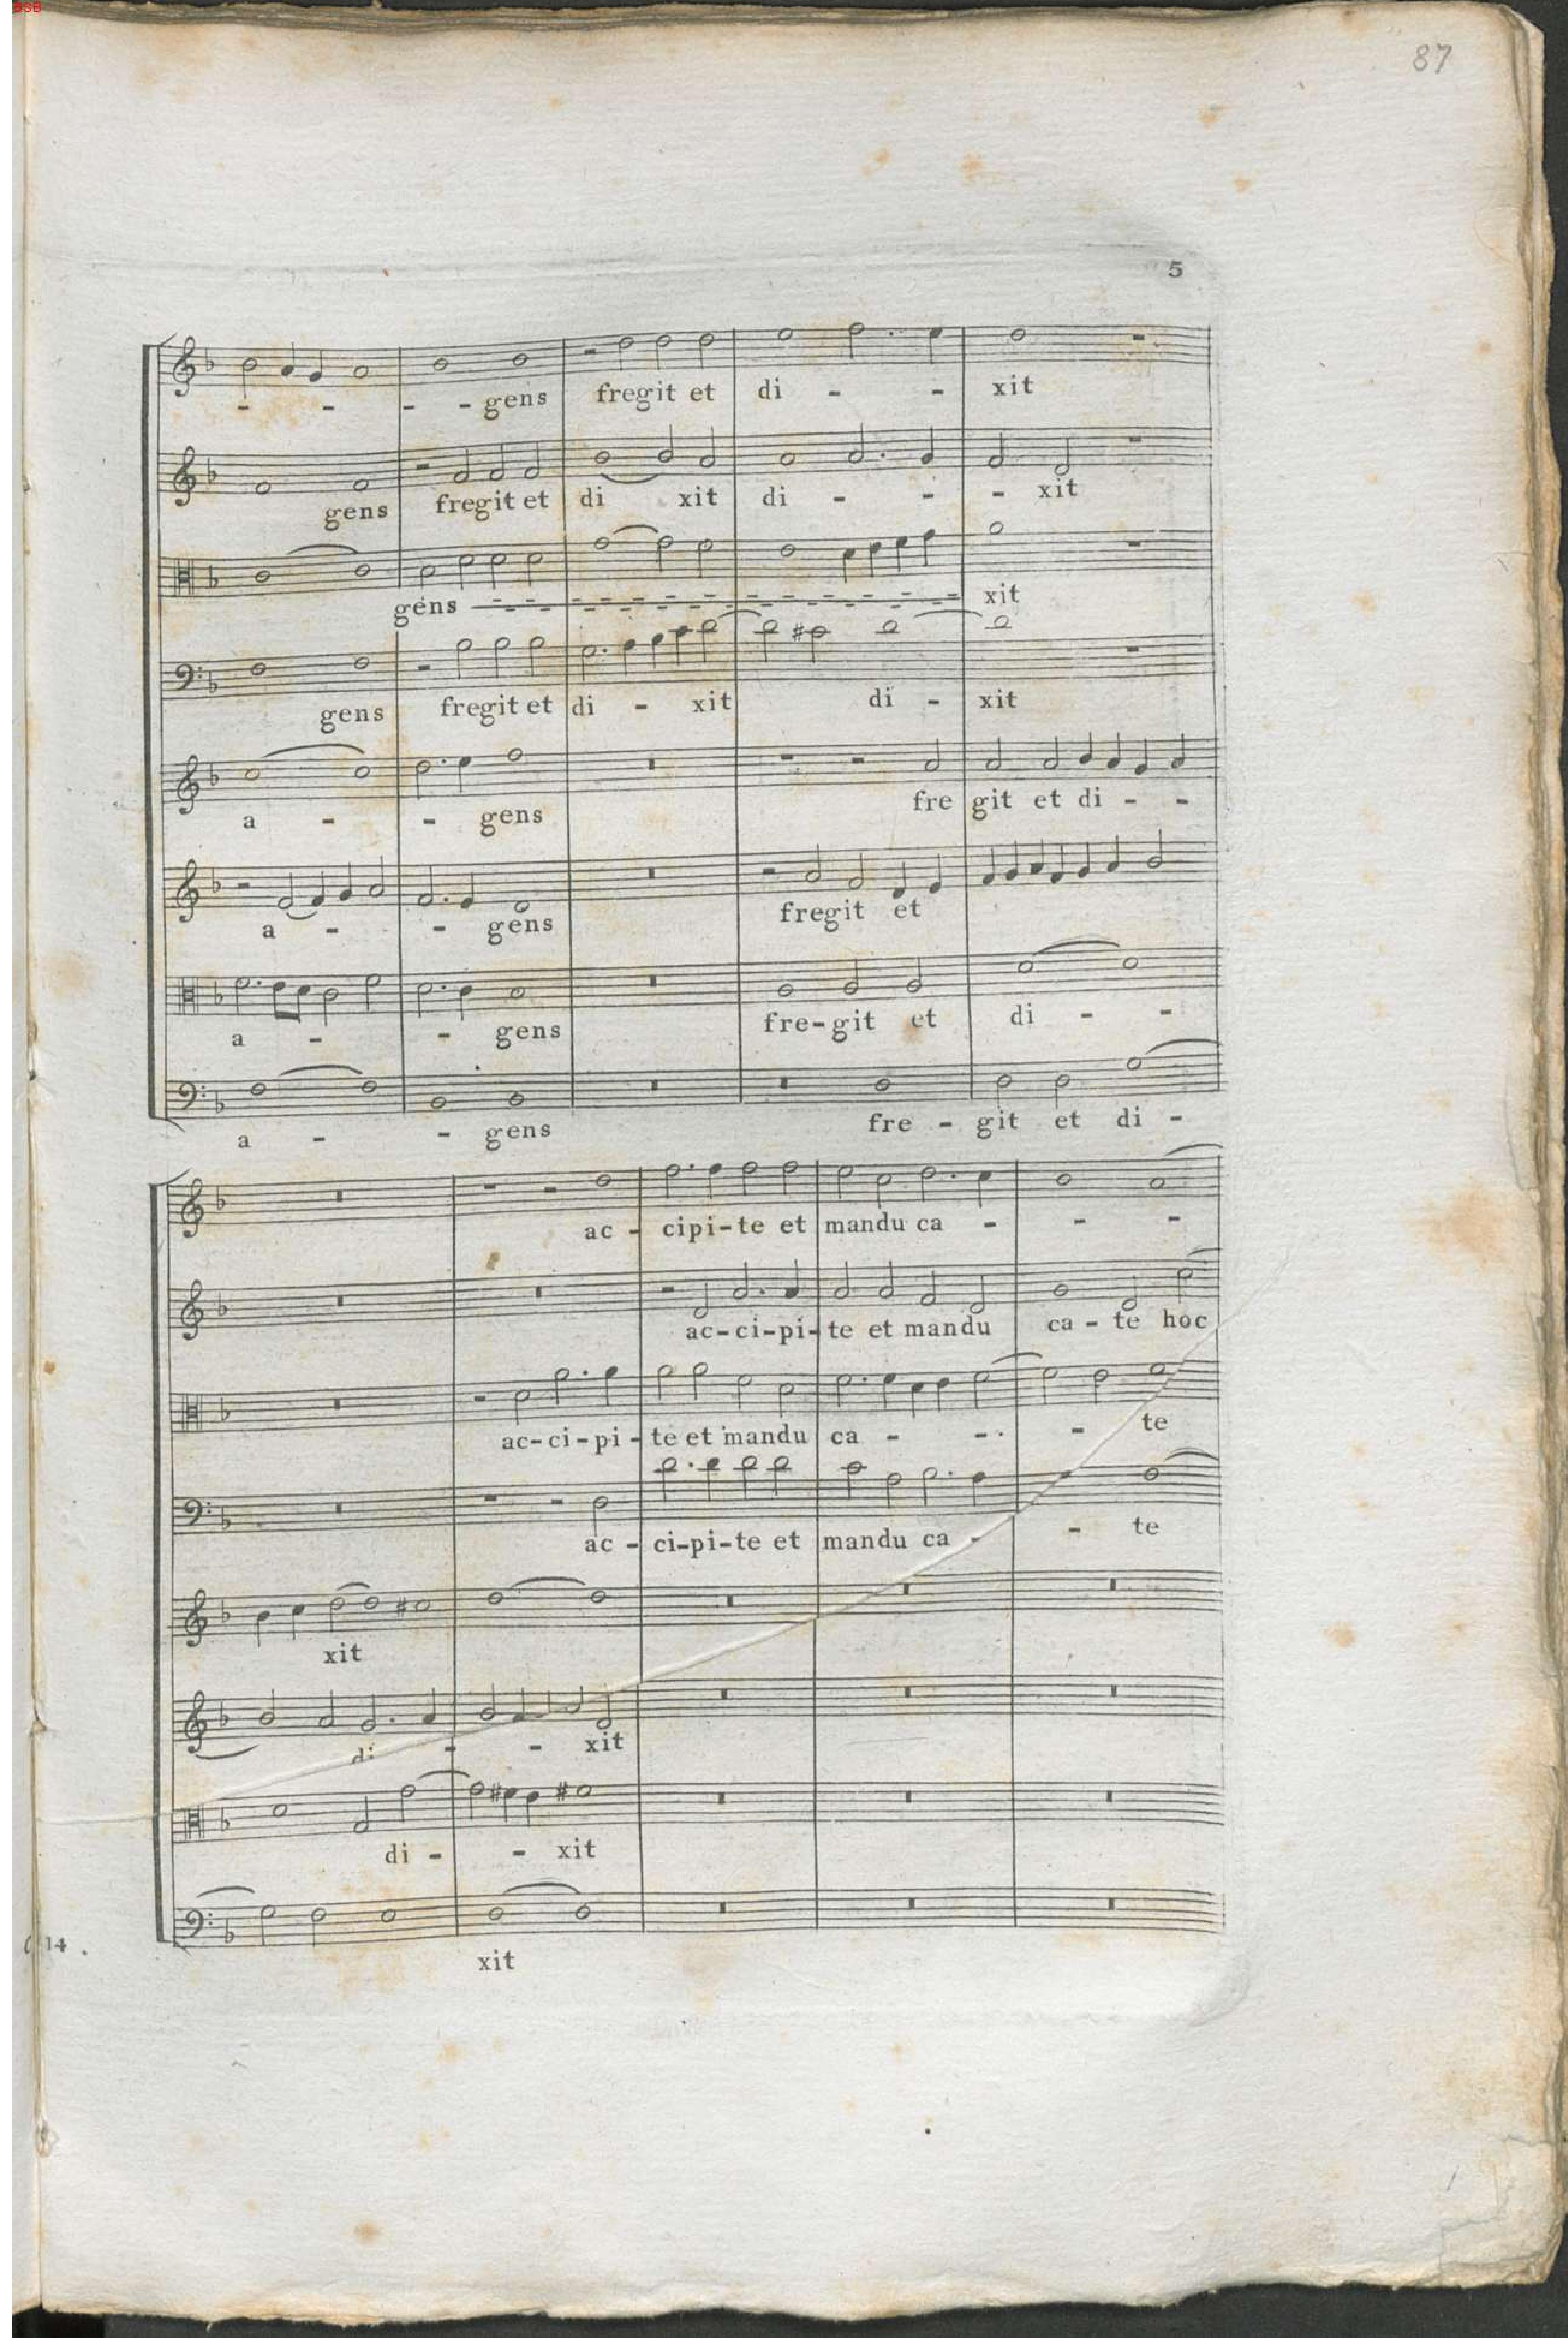 BSB
87
5
- - - - gens fregit et di - - xit
gens fregit et di xit di - - - xit
gens - - - - - - - - - - - - - xit
gens fregit et di - xit di - xit
a - - gens fre git et di - -
a - - gens fregit et
a - - gens fre-git et di - -
a - - gens fre - git et di -
ac - cipi-te et mandu ca - - -
ac-ci-pi-te et mandu ca - te hoc
ac-ci-pi-te et mandu ca - - - te
ac - ci-pi-te et mandu ca - - te
xit
di - - xit
di - - xit
xit
14.